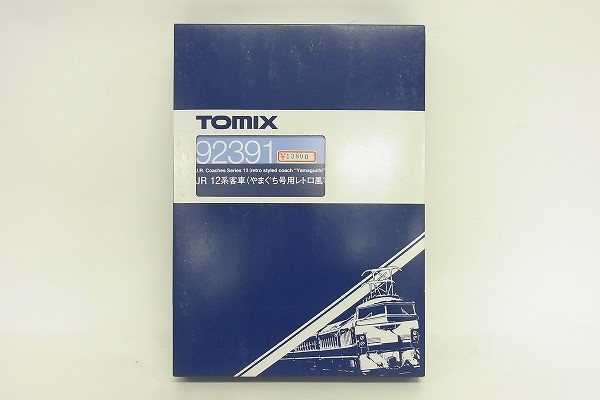 TOMIX
92391
¥13800
J.R. Coaches Series 12 (retro styled coach "Yamaguchi"
JR 12系客車(やまぐち号用レトロ風